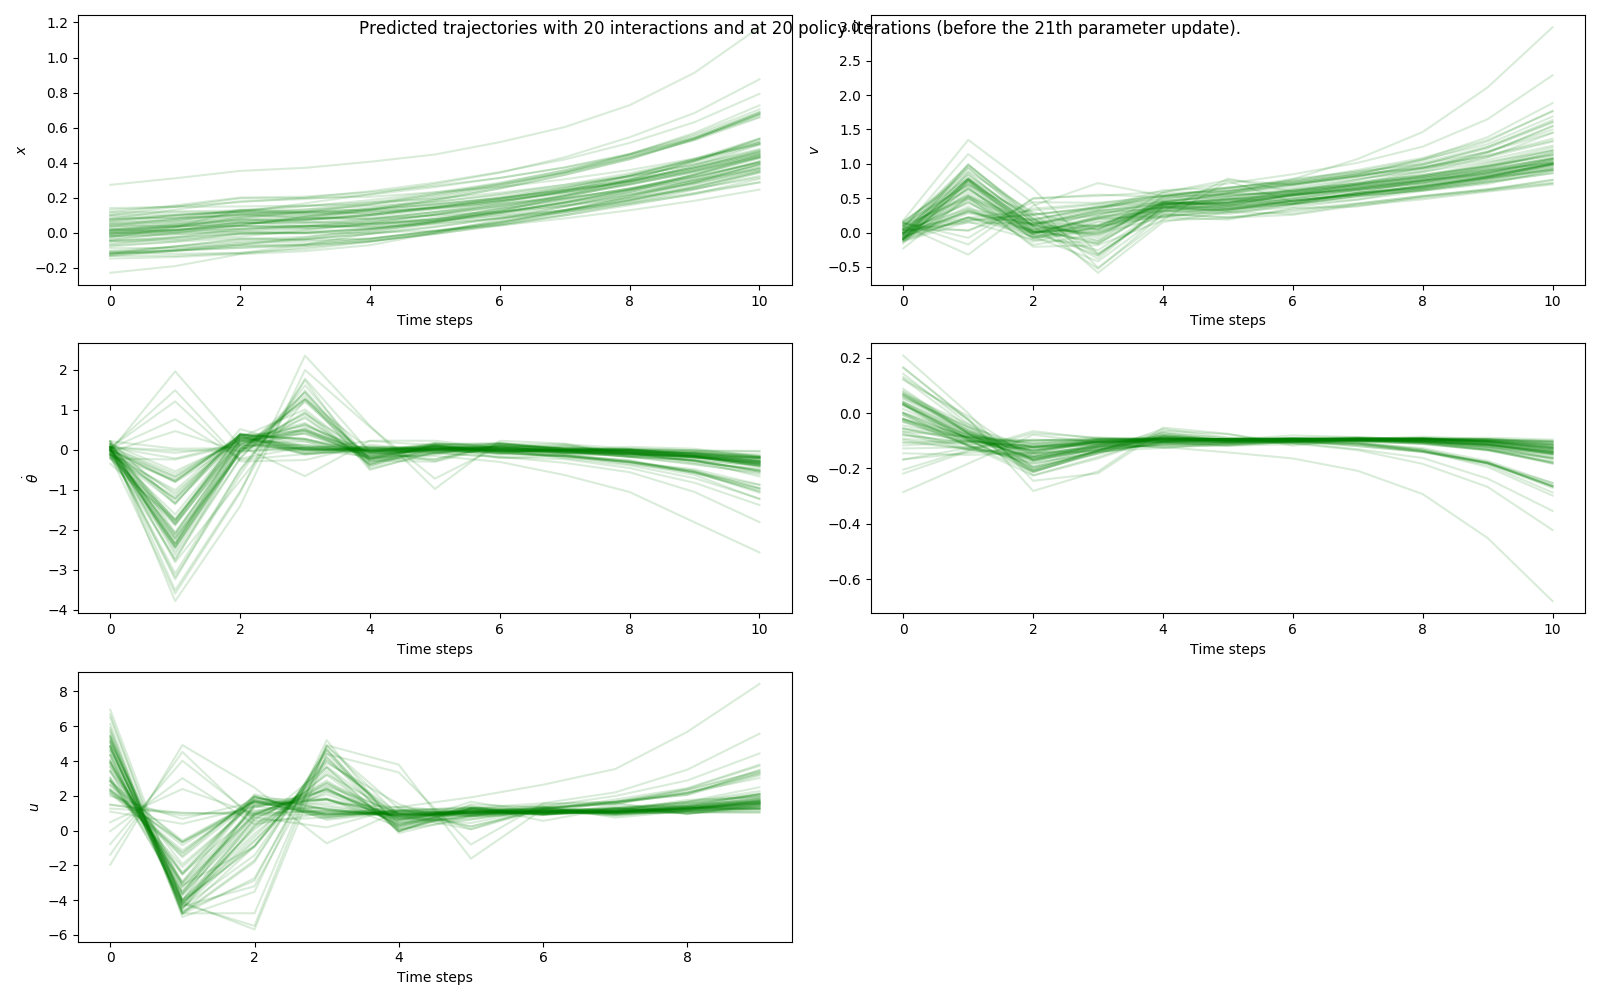 Predicted trajectories with 20 interactions and at 20 policy iterations (before the 21th parameter update).
1.2
1.0
0.8
0.6
0.4
0.2
0.0
−0.2
x
0 2 4 6 8 10
Time steps
3.0
2.5
2.0
1.5
1.0
0.5
0.0
−0.5
v
0 2 4 6 8 10
Time steps
2
1
0
−1
−2
−3
−4
θ̇
0 2 4 6 8 10
Time steps
0.2
0.0
−0.2
−0.4
−0.6
θ
0 2 4 6 8 10
Time steps
8
6
4
2
0
−2
−4
−6
u
0 2 4 6 8
Time steps